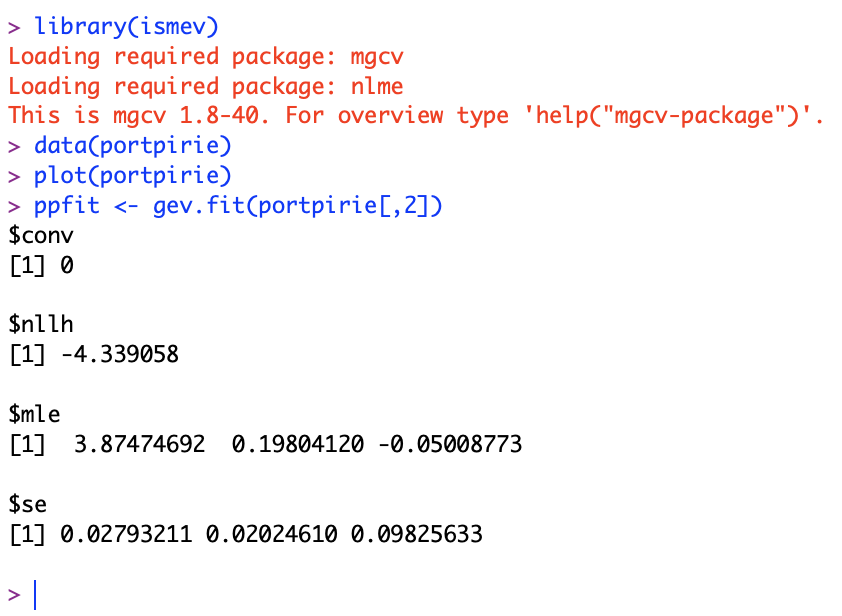 > library(ismev)
Loading required package: mgcv
Loading required package: nlme
This is mgcv 1.8-40. For overview type 'help("mgcv-package")'.
> data(portpirie)
> plot(portpirie)
> ppfit <- gev.fit(portpirie[,2])
$conv
[1] 0
$nllh
[1] -4.339058
$mle
[1]  3.87474692  0.19804120 -0.05008773
$se
[1] 0.02793211 0.02024610 0.09825633
>